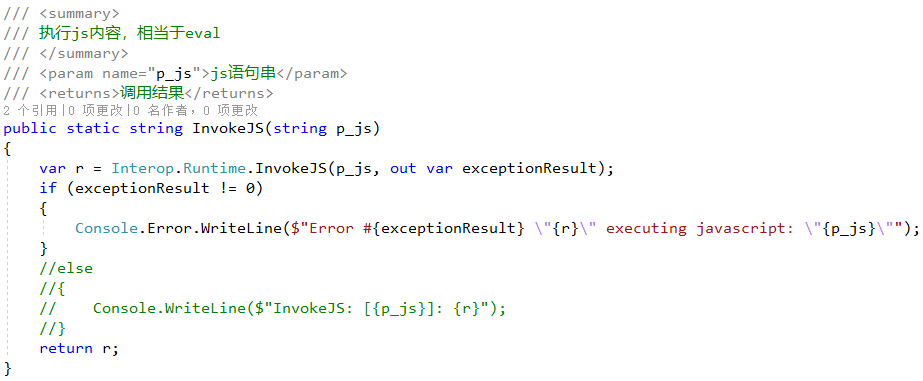 /// <summary>
/// 执行js内容，相当于eval
/// </summary>
/// <param name="p_js">js语句串</param>
/// <returns>调用结果</returns>
2 个引用|0 项更改|0 名作者，0 项更改
public static string InvokeJS(string p_js)
{
    var r = Interop.Runtime.InvokeJS(p_js, out var exceptionResult);
    if (exceptionResult != 0)
    {
        Console.Error.WriteLine($"Error #{exceptionResult} \"{r}\" executing javascript: \"{p_js}\"");
    }
    //else
    //{
    //    Console.WriteLine($"InvokeJS: [{p_js}]: {r}");
    //}
    return r;
}